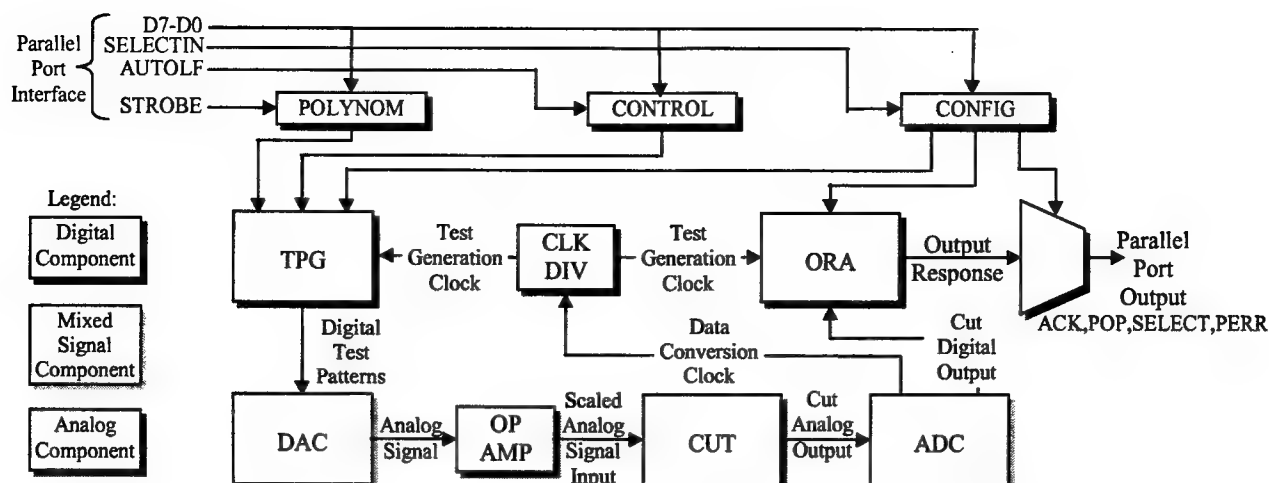 Parallel
Port
Interface
D7-D0
SELECTIN
AUTOLF
STROBE
POLYNOM
CONTROL
CONFIG
Legend:
Digital
Component
Mixed
Signal
Component
Analog
Component
TPG
Test
Generation
Clock
CLK
DIV
Test
Generation
Clock
ORA
Output
Response
Parallel
Port
Output
ACK,POP,SELECT,PERR
Digital
Test
Patterns
Data
Conversion
Clock
Cut
Digital
Output
DAC
Analog
Signal
OP
AMP
Scaled
Analog
Signal
Input
CUT
Cut
Analog
Output
ADC